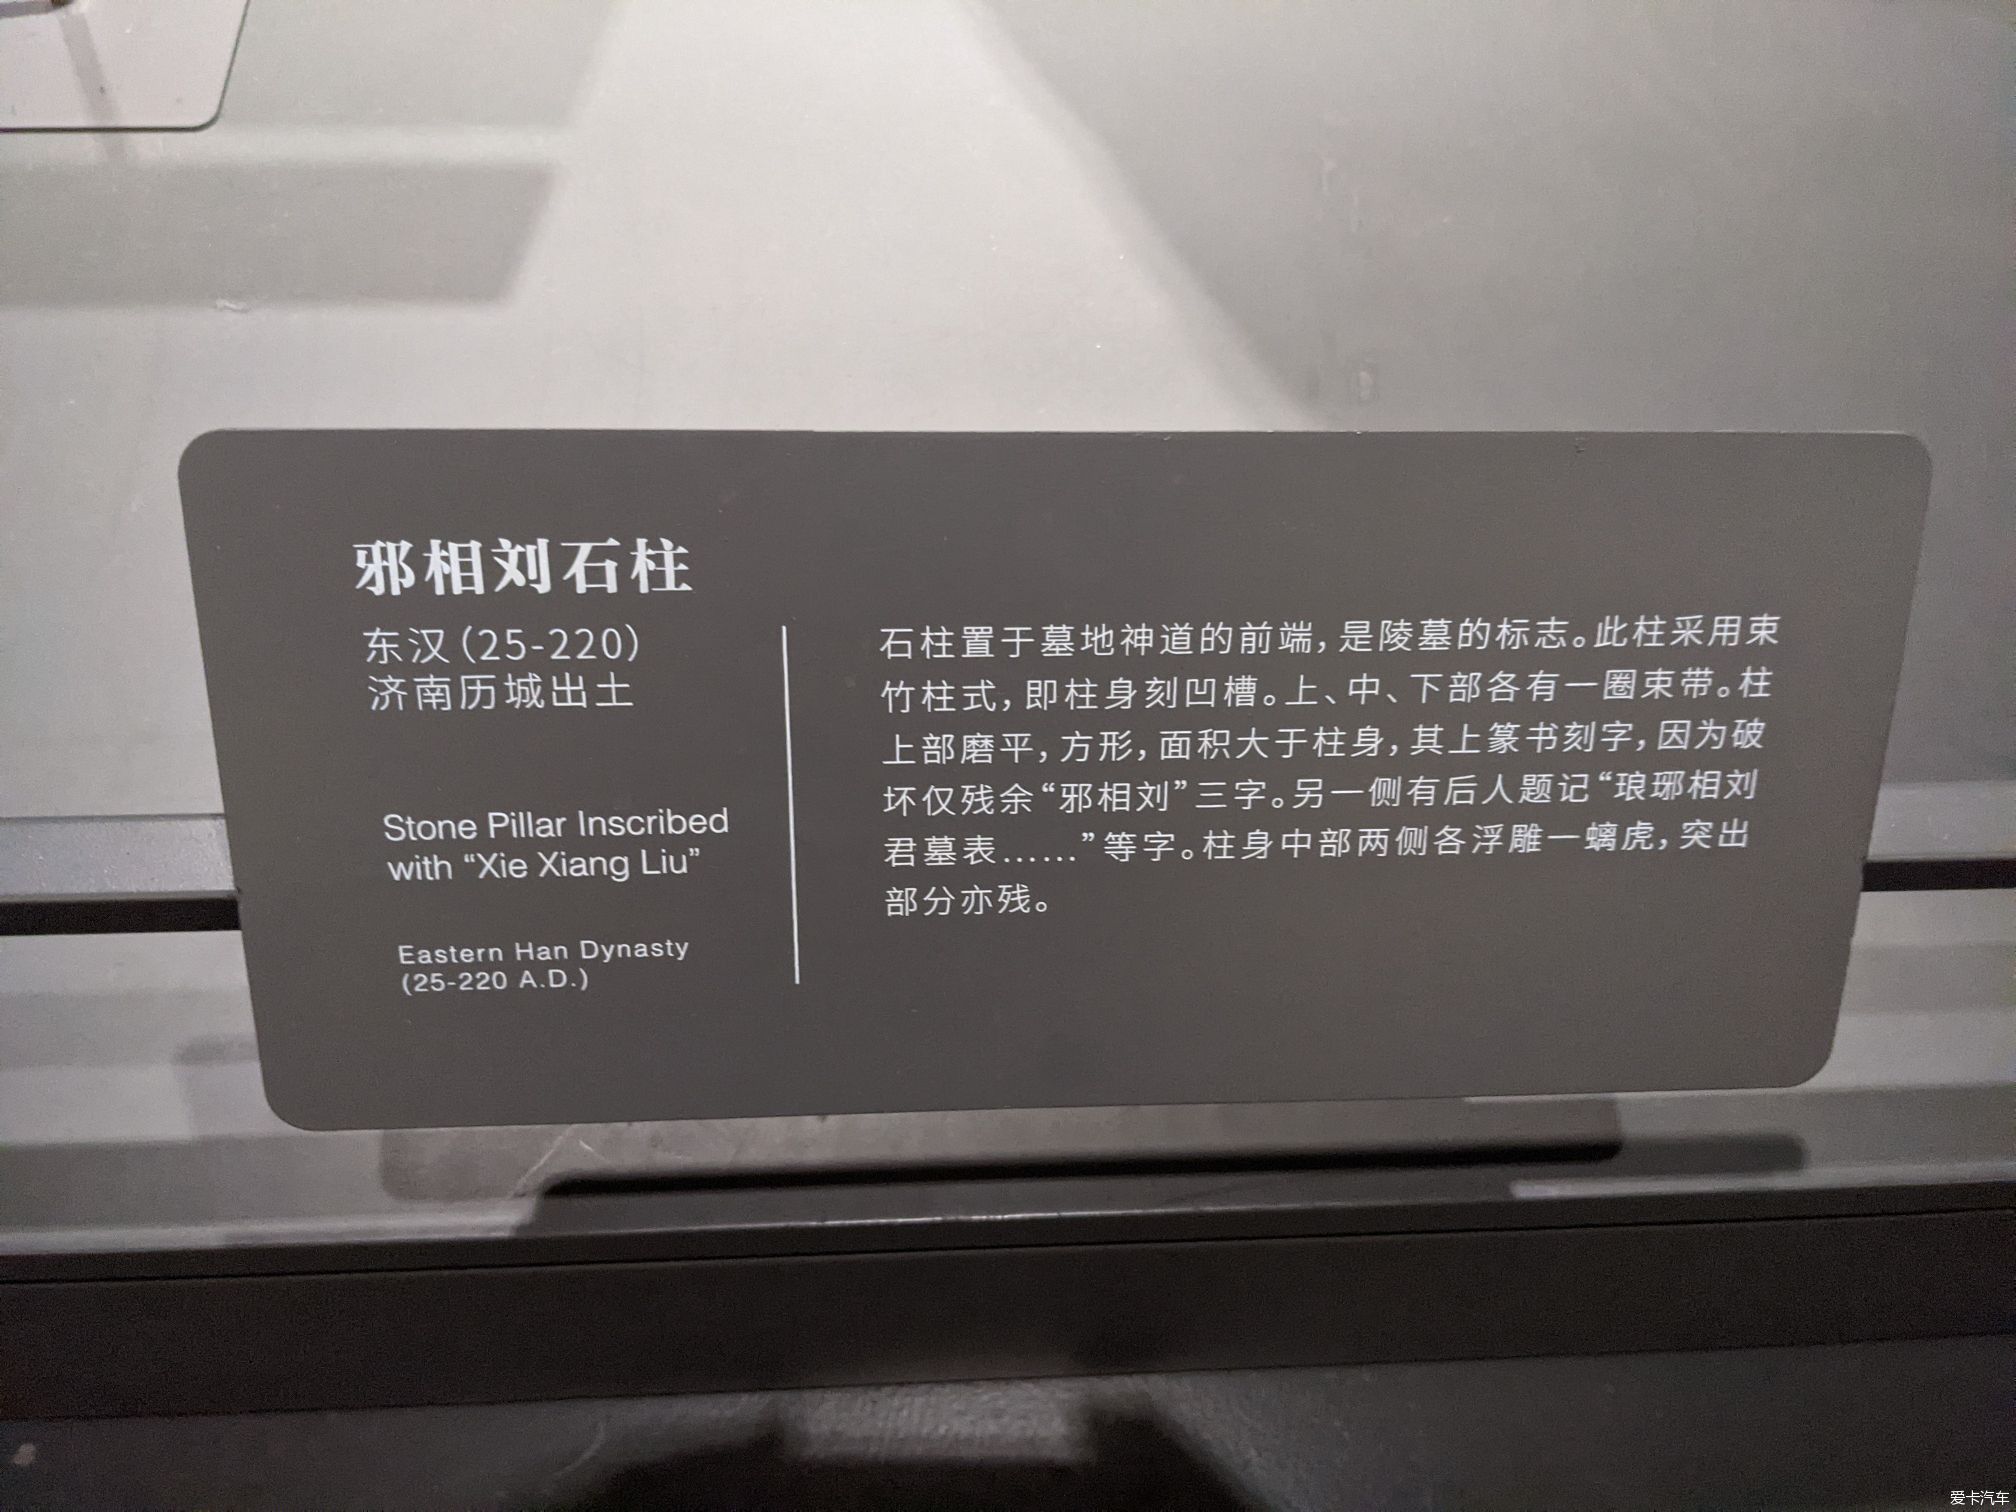 邪相刘石柱
东汉(25-220)
济南历城出土
Stone Pillar Inscribed
with “Xie Xiang Liu”
Eastern Han Dynasty
(25-220 A.D.)
石柱置于墓地神道的前端，是陵墓的标志。此柱采用束
竹柱式，即柱身刻凹槽。上、中、下部各有一圈束带。柱
上部磨平，方形，面积大于柱身，其上篆书刻字，因为破
坏仅残余“邪相刘”三字。另一侧有后人题记“琅琊相刘
君墓表……”等字。柱身中部两侧各浮雕一螭虎，突出
部分亦残。
爱卡汽车